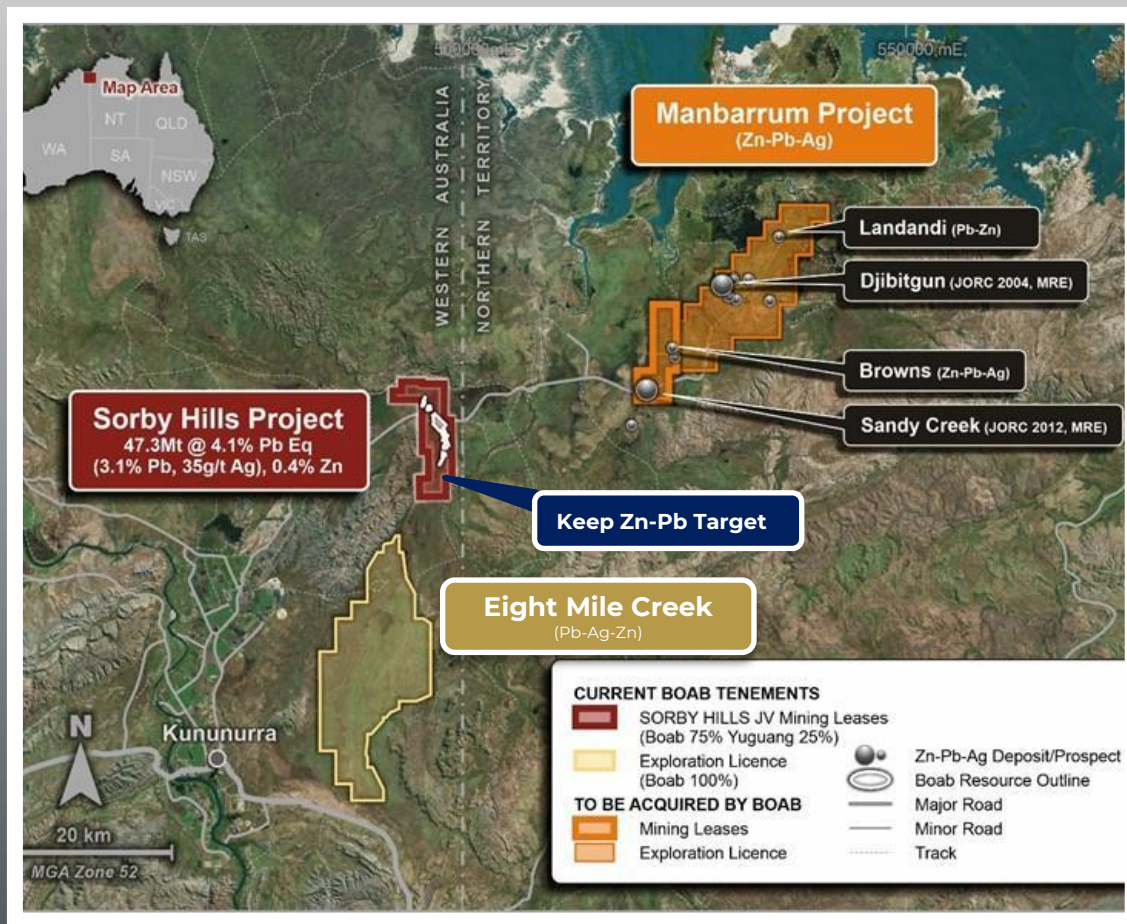 500000mE
550000 mE
Map Area
NT
QLD
WA
SA
NSW
VIC
TAS
WESTERN AUSTRALIA
NORTHERN TERRITORY
Manbarrum Project
(Zn-Pb-Ag)
Landandi (Pb-Zn)
Djibitgun (JORC 2004, MRE)
Browns (Zn-Pb-Ag)
Sandy Creek (JORC 2012, MRE)
Sorby Hills Project
47.3Mt @ 4.1% Pb Eq
(3.1% Pb, 35g/t Ag), 0.4% Zn
Keep Zn-Pb Target
Eight Mile Creek
(Pb-Ag-Zn)
Kununurra
N
20 km
MGA Zone 52
CURRENT BOAB TENEMENTS
SORBY HILLS JV Mining Leases
(Boab 75% Yuguang 25%)
Exploration Licence
(Boab 100%)
TO BE ACQUIRED BY BOAB
Mining Leases
Exploration Licence
Zn-Pb-Ag Deposit/Prospect
Boab Resource Outline
Major Road
Minor Road
Track